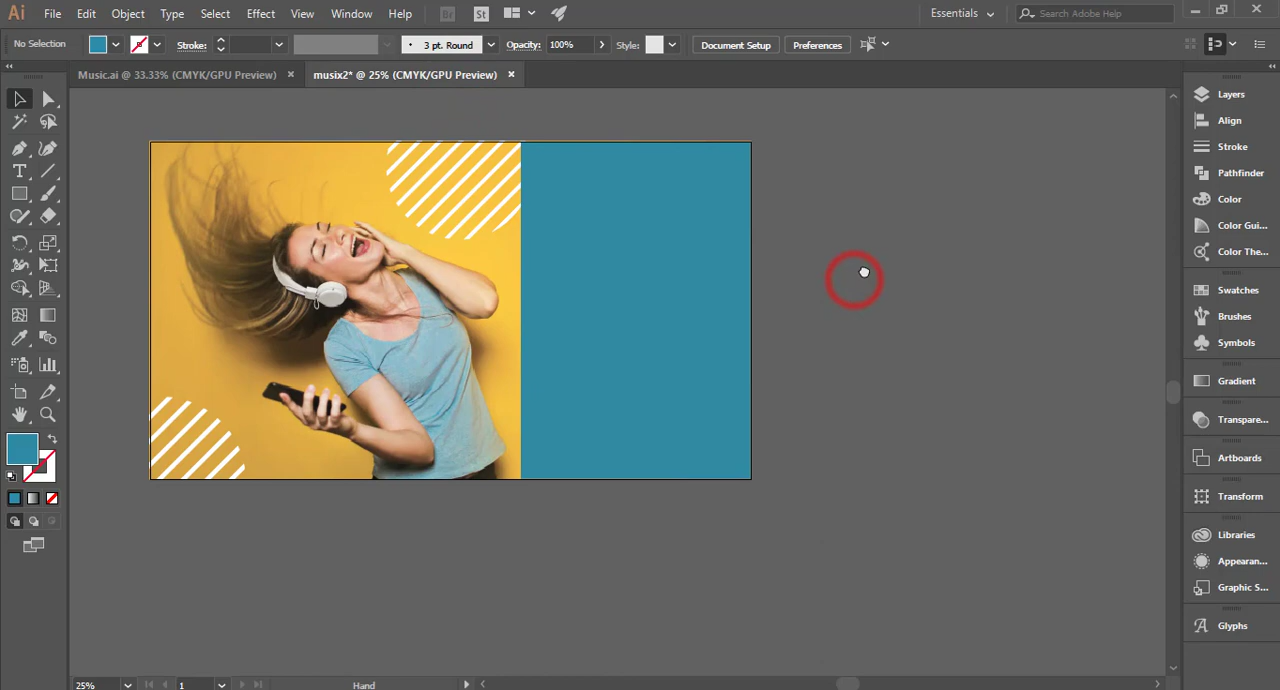 Ai File Edit Object Type Select Effect View Window Help Br St Essentials Search Adobe Help
No Selection Stroke: 3 pt. Round Opacity: 100% Style: Document Setup Preferences
Music.ai @ 33.33% (CMYK/GPU Preview) musix2* @ 25% (CMYK/GPU Preview)
Layers
Align
Stroke
Pathfinder
Color
Color Gui...
Color The...
Swatches
Brushes
Symbols
Gradient
Transpare...
Artboards
Transform
Libraries
Appearan...
Graphic S...
Glyphs
25% 1 Hand